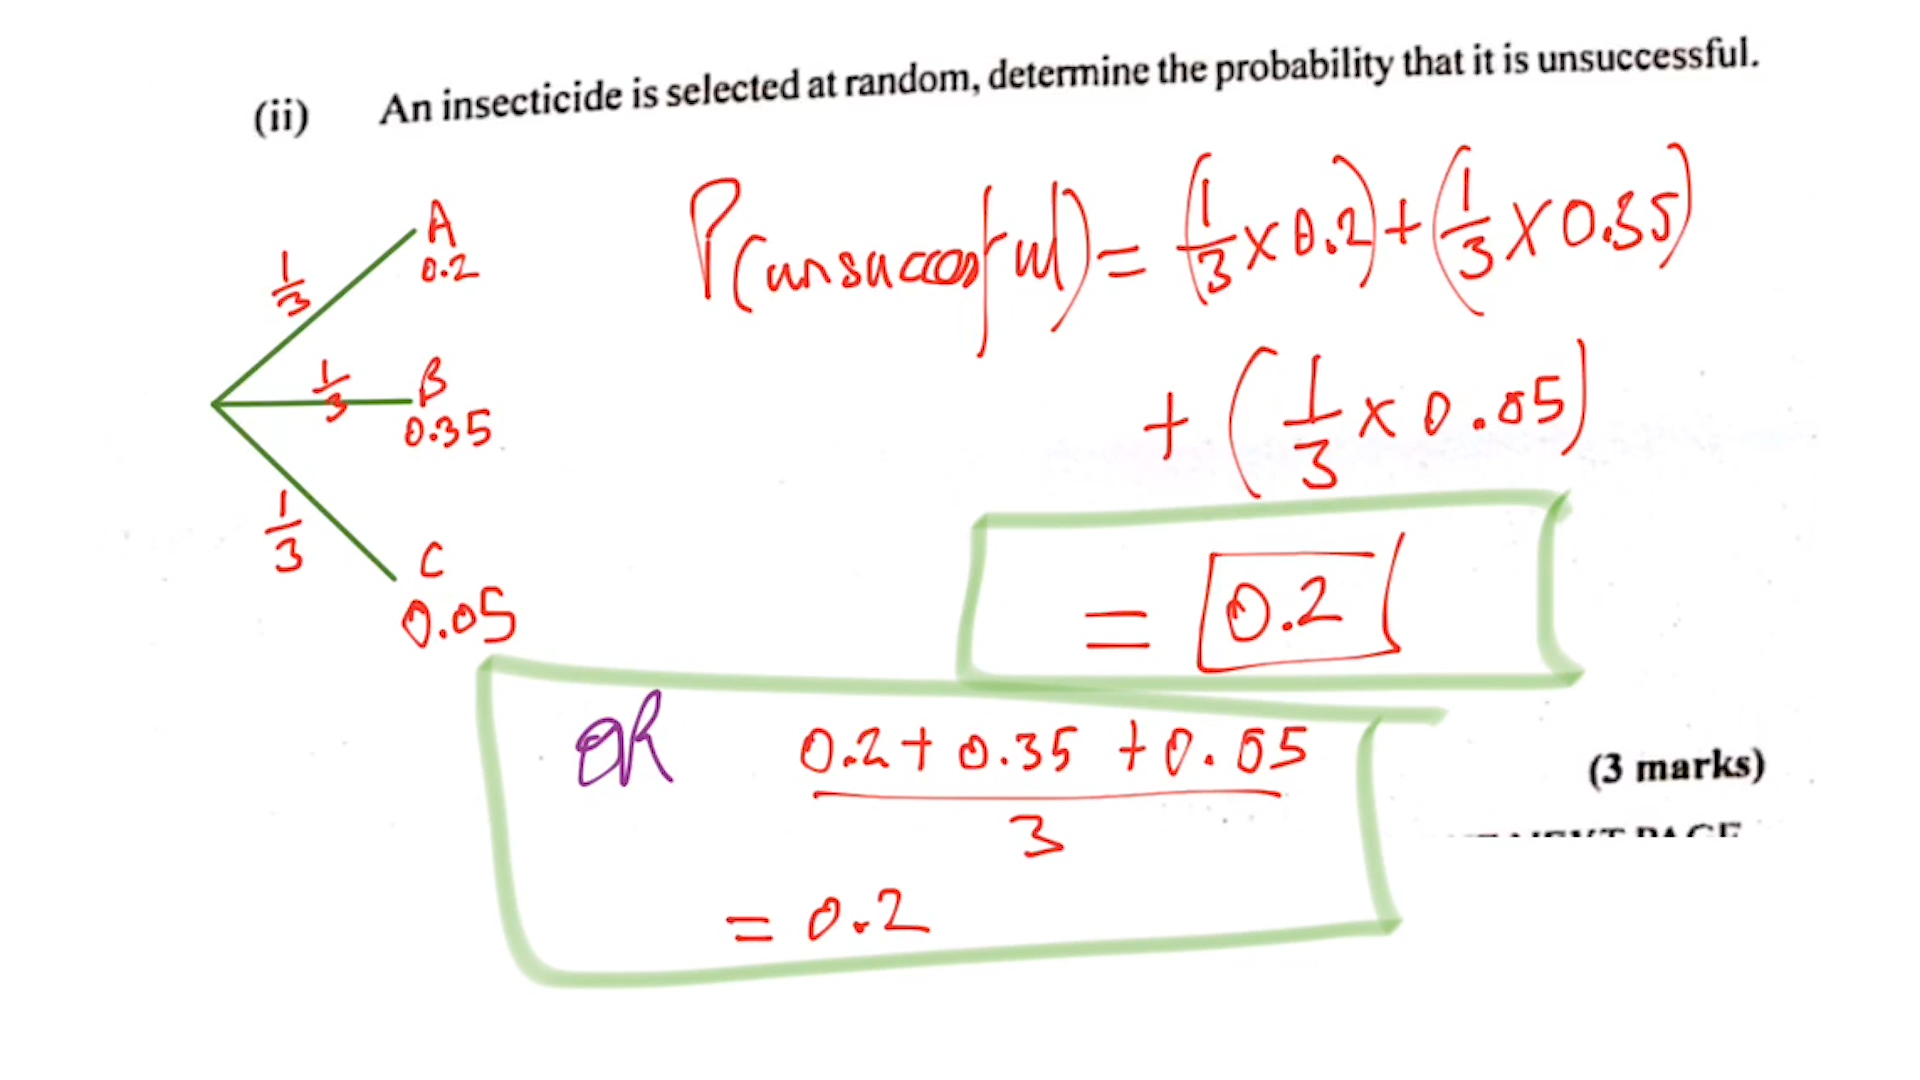 (ii) An insecticide is selected at random, determine the probability that it is unsuccessful.
P(unsuccessful) = (1/3 × 0.2) + (1/3 × 0.35)
+ (1/3 × 0.05)
= 0.2
1/3 A
0.2
1/3 B
0.35
1/3 C
0.05
OR 0.2 + 0.35 + 0.05
3
= 0.2
(3 marks)
PAGE